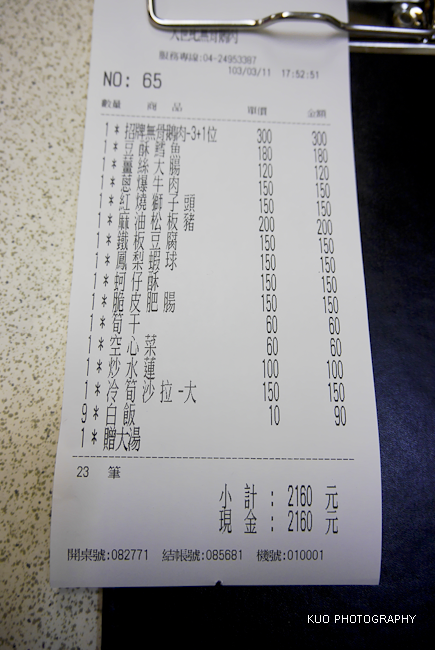 服務專線:04-24953387
103/03/11 17:52:51
NO: 65
數量 商品 單價 金額
1 * 招牌無骨鵝肉-3+1位 300 300
1 * 豆酥鱈魚 180 180
1 * 薑絲大腸 120 120
1 * 蔥爆牛肉 150 150
1 * 紅燒獅子頭 150 150
1 * 麻油松板豬 200 200
1 * 鐵板豆腐 150 150
1 * 鳳梨蝦球 150 150
1 * 蚵仔酥 150 150
1 * 脆皮肥腸 150 150
1 * 筍干 60 60
1 * 空心菜 60 60
1 * 炒水蓮 100 100
1 * 冷筍沙拉-大 150 150
9 * 白飯 10 90
1 * 贈大湯
23 筆
小計: 2160 元
現金: 2160 元
開桌號:082771 結帳號:085681 機號:010001
KUO PHOTOGRAPHY